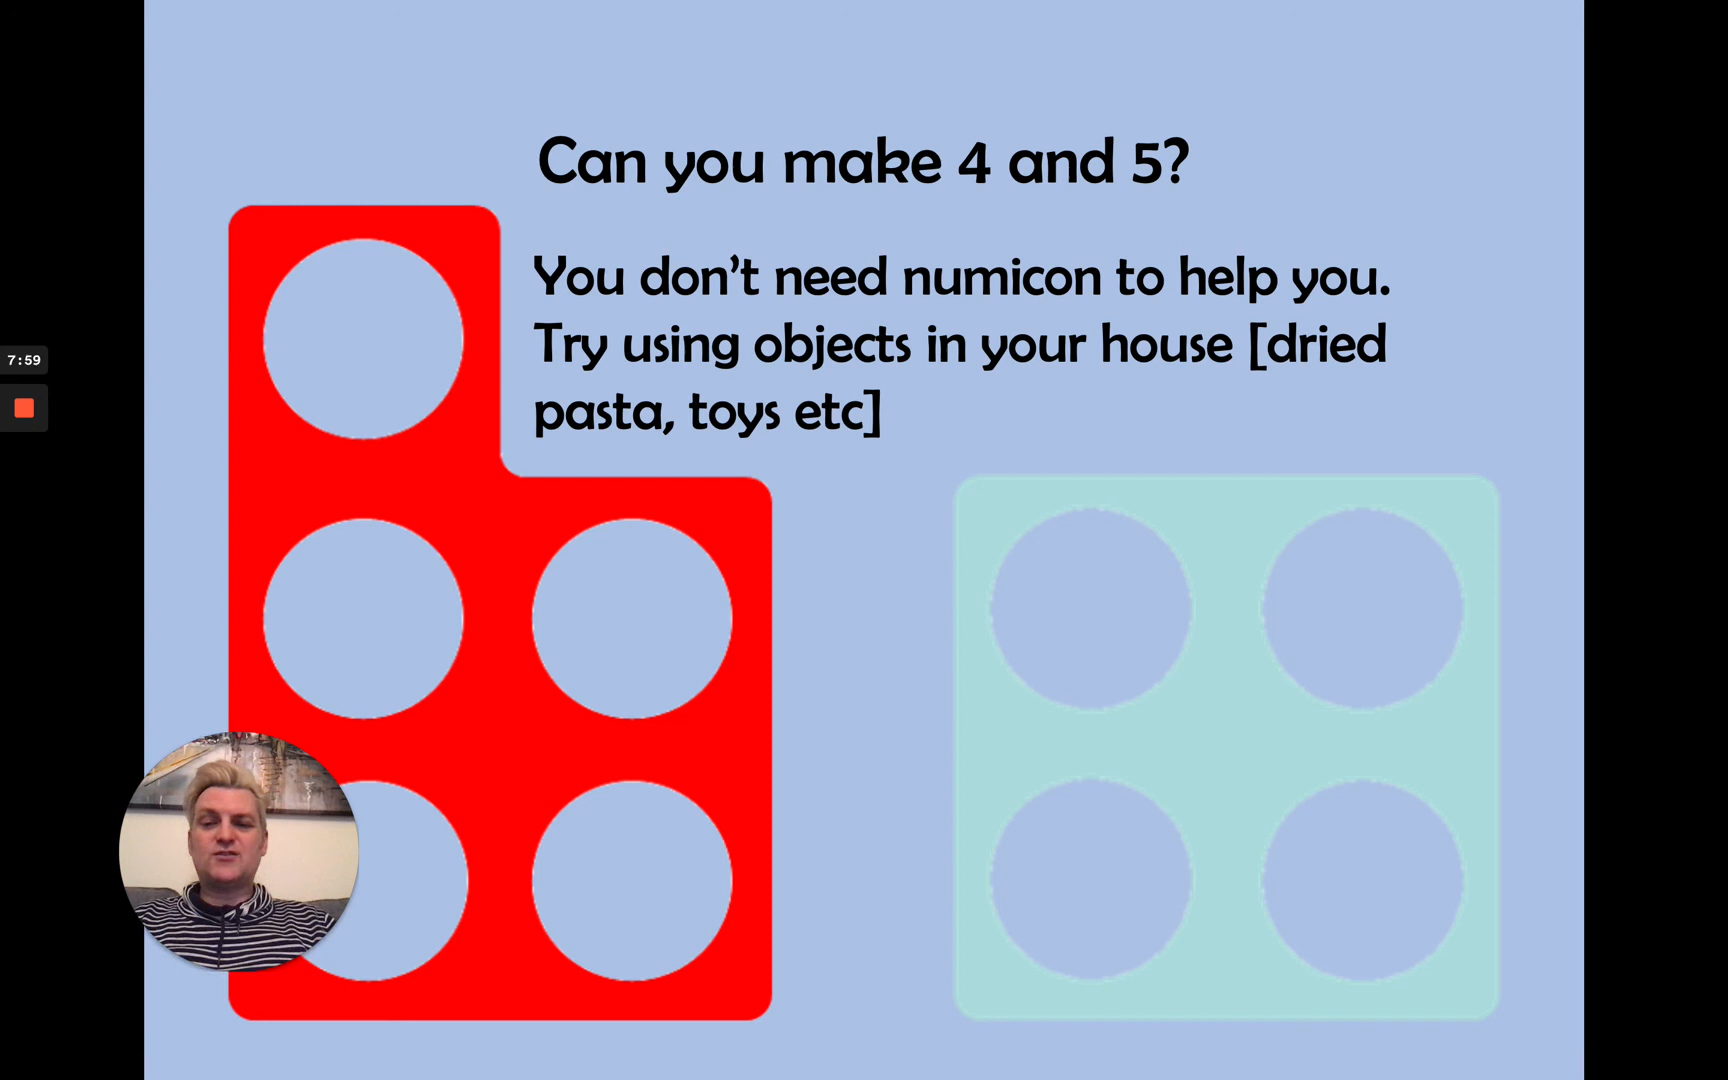 Can you make 4 and 5?
You don’t need numicon to help you.
Try using objects in your house [dried
pasta, toys etc]
7:59